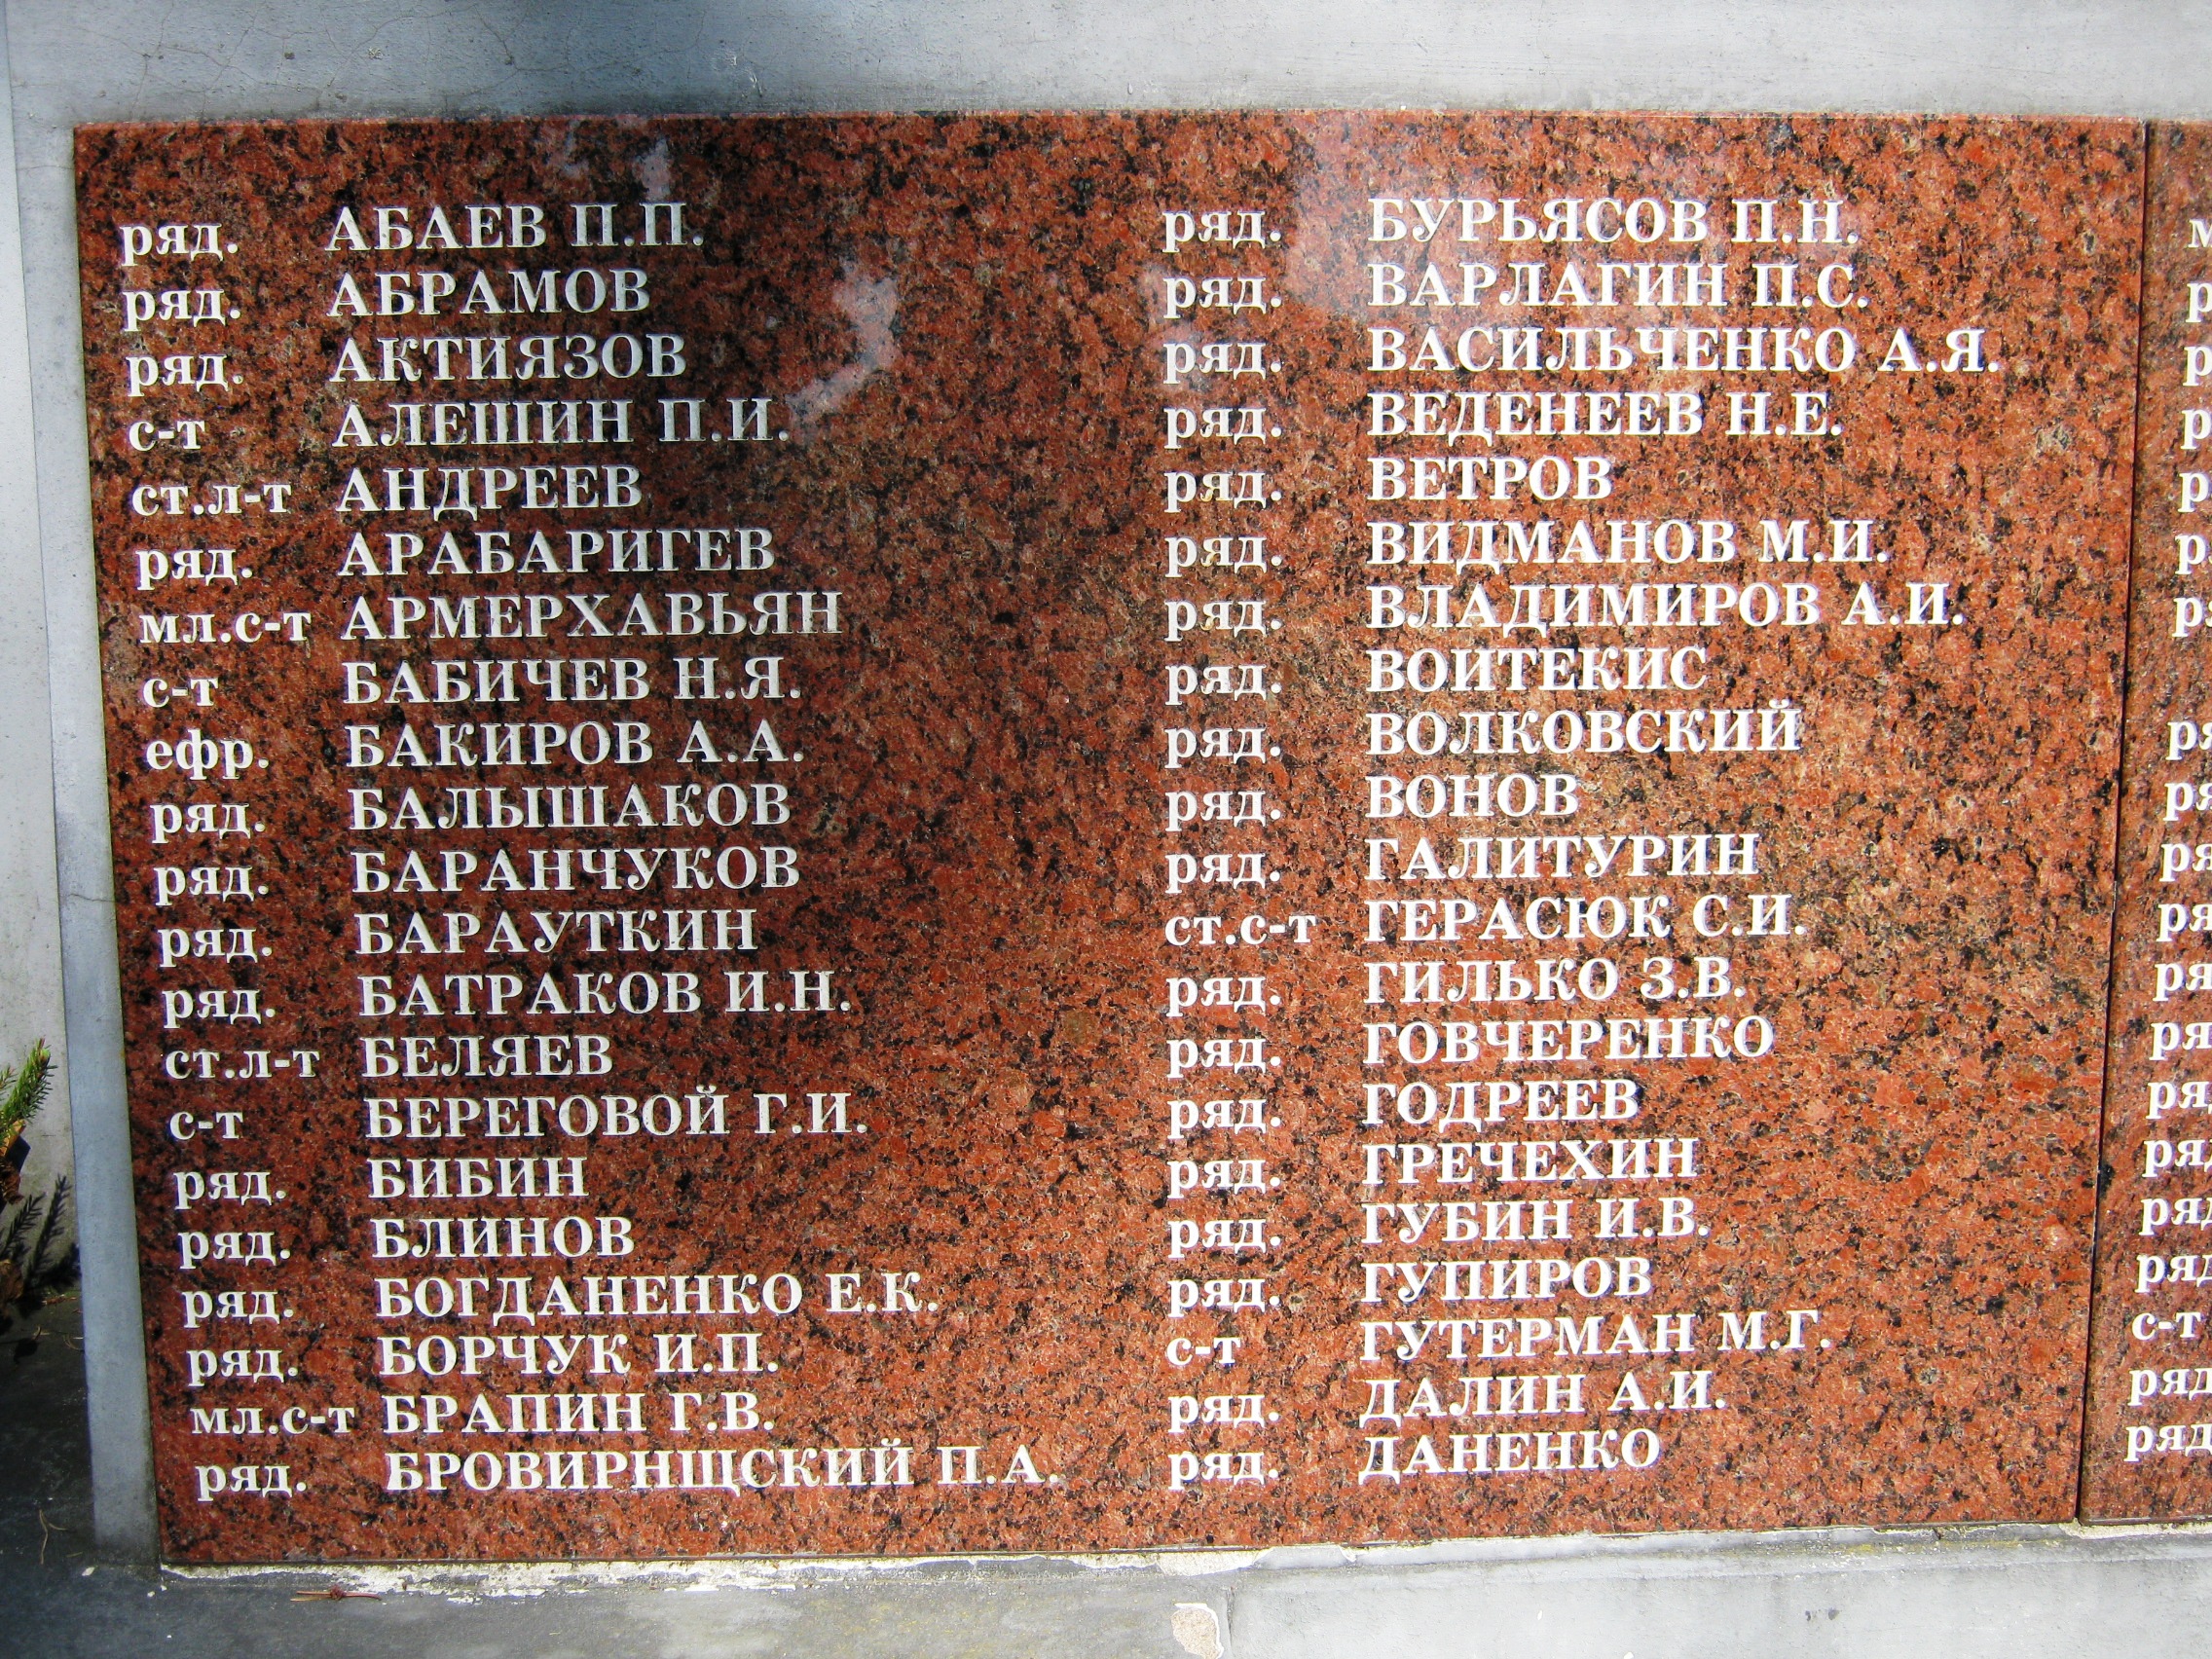 ряд. АБАЕВ П.П.
ряд. АБРАМОВ
ряд. АКТИЯЗОВ
с-т АЛЕШИН П.И.
ст.л-т АНДРЕЕВ
ряд. АРАБАРИГЕВ
мл.с-т АРМЕРХАВЬЯН
с-т БАБИЧЕВ Н.Я.
ефр. БАКИРОВ А.А.
ряд. БАЛЫШАКОВ
ряд. БАРАНЧУКОВ
ряд. БАРАУТКИН
ряд. БАТРАКОВ И.Н.
ст.л-т БЕЛЯЕВ
с-т БЕРЕГОВОЙ Г.И.
ряд. БИБИН
ряд. БЛИНОВ
ряд. БОГДАНЕНКО Е.К.
ряд. БОРЧУК И.П.
мл.с-т БРАПИН Г.В.
ряд. БРОВИРНЩСКИЙ П.А.
ряд. БУРЬЯСОВ П.Н.
ряд. ВАРЛАГИН П.С.
ряд. ВАСИЛЬЧЕНКО А.Я.
ряд. ВЕДЕНЕЕВ Н.Е.
ряд. ВЕТРОВ
ряд. ВИДМАНОВ М.И.
ряд. ВЛАДИМИРОВ А.И.
ряд. ВОИТЕКИС
ряд. ВОЛКОВСКИЙ
ряд. ВОНОВ
ряд. ГАЛИТУРИН
ст.с-т ГЕРАСЮК С.И.
ряд. ГИЛЬКО З.В.
ряд. ГОВЧЕРЕНКО
ряд. ГОДРЕЕВ
ряд. ГРЕЧЕХИН
ряд. ГУБИН И.В.
ряд. ГУПИРОВ
с-т ГУТЕРМАН М.Г.
ряд. ДАЛИН А.И.
ряд. ДАНЕНКО